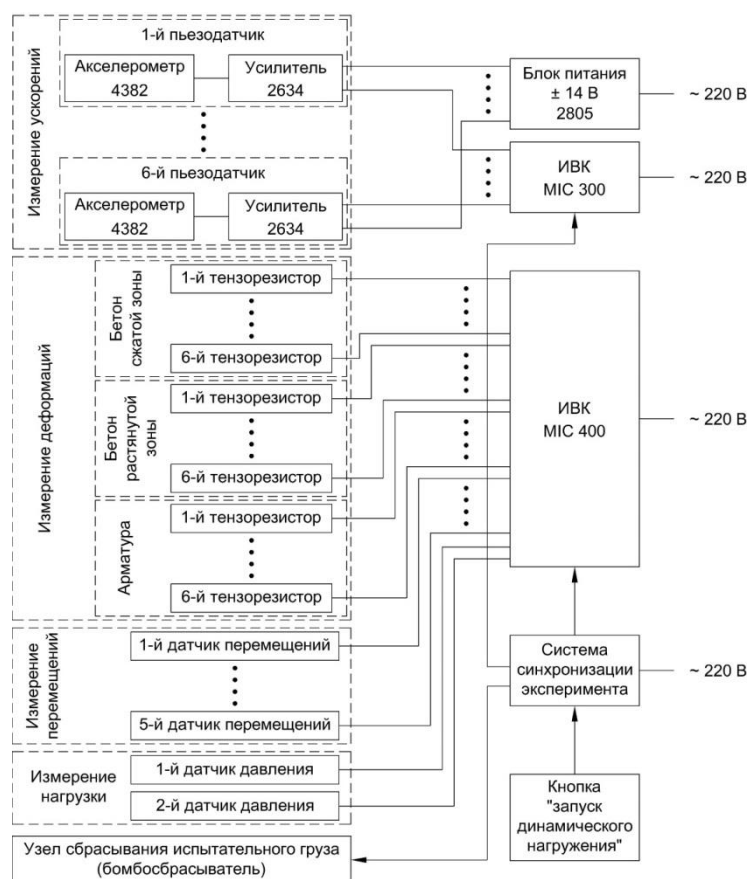 Измерение ускорений
1-й пьезодатчик
Акселерометр
4382
Усилитель
2634
6-й пьезодатчик
Акселерометр
4382
Усилитель
2634
Блок питания
± 14 В
2805
~ 220 В
ИВК
MIC 300
~ 220 В
Измерение деформаций
Бетон
сжатой зоны
1-й тензорезистор
6-й тензорезистор
Бетон
растянутой
зоны
1-й тензорезистор
6-й тензорезистор
Арматура
1-й тензорезистор
6-й тензорезистор
ИВК
MIC 400
~ 220 В
Измерение
перемещений
1-й датчик перемещений
5-й датчик перемещений
Система
синхронизации
эксперимента
~ 220 В
Измерение
нагрузки
1-й датчик давления
2-й датчик давления
Кнопка
"запуск
динамического
нагружения"
Узел сбрасывания испытательного груза
(бомбосбрасыватель)